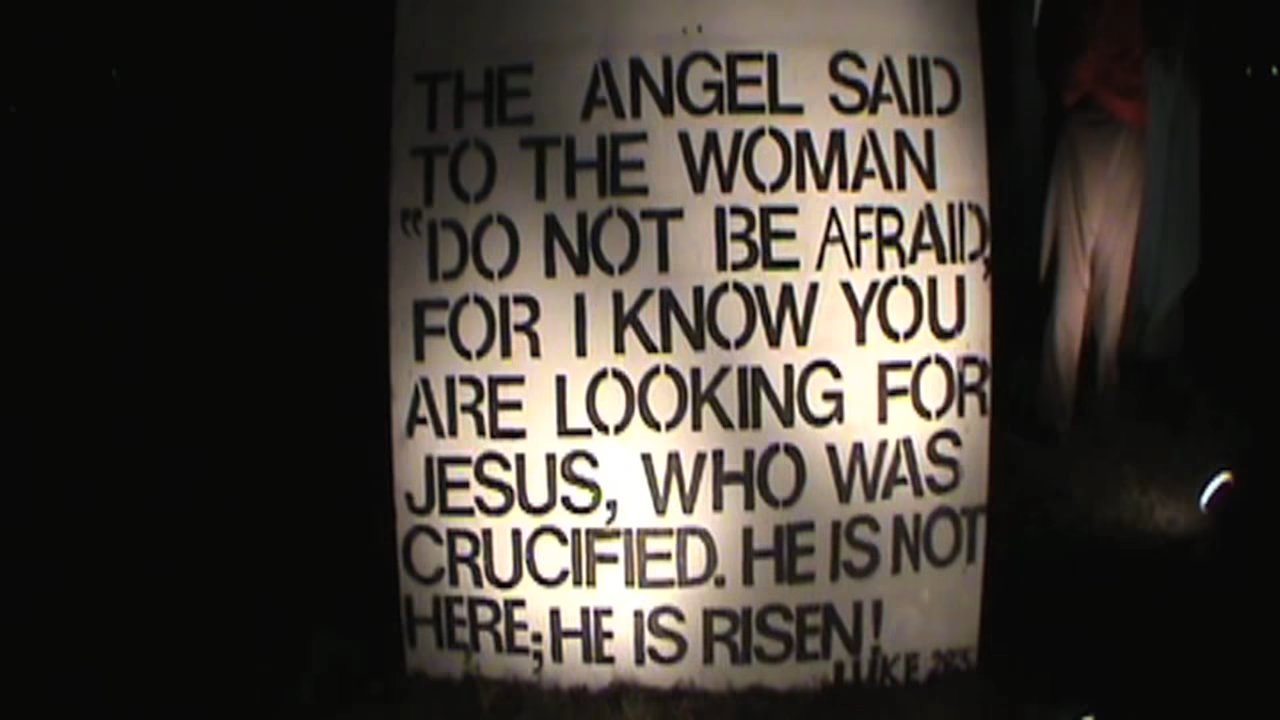 THE ANGEL SAID
TO THE WOMAN
“DO NOT BE AFRAID,
FOR I KNOW YOU
ARE LOOKING FOR
JESUS, WHO WAS
CRUCIFIED. HE IS NOT
HERE; HE IS RISEN!
LUKE